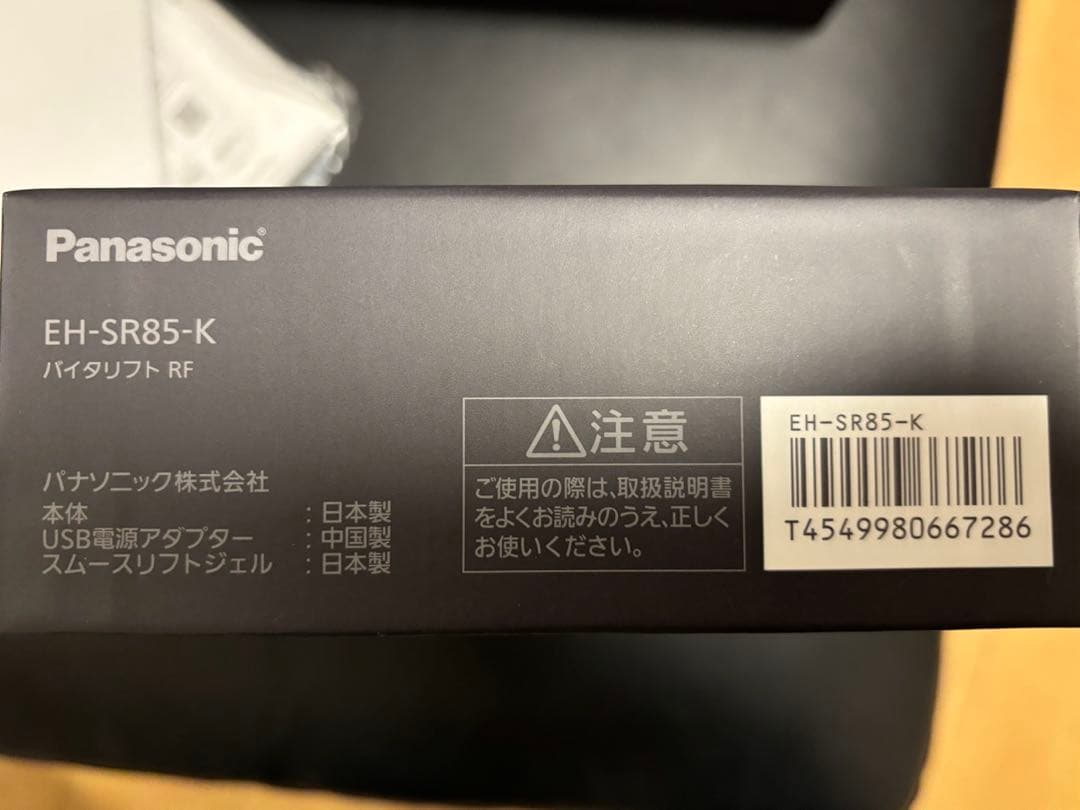 Panasonic®
EH-SR85-K
バイタリフト RF
パナソニック株式会社
本体 : 日本製
USB電源アダプター : 中国製
スムースリフトジェル : 日本製
注意
ご使用の際は、取扱説明書
をよくお読みのうえ、正しく
お使いください。
EH-SR85-K
T4549980667286